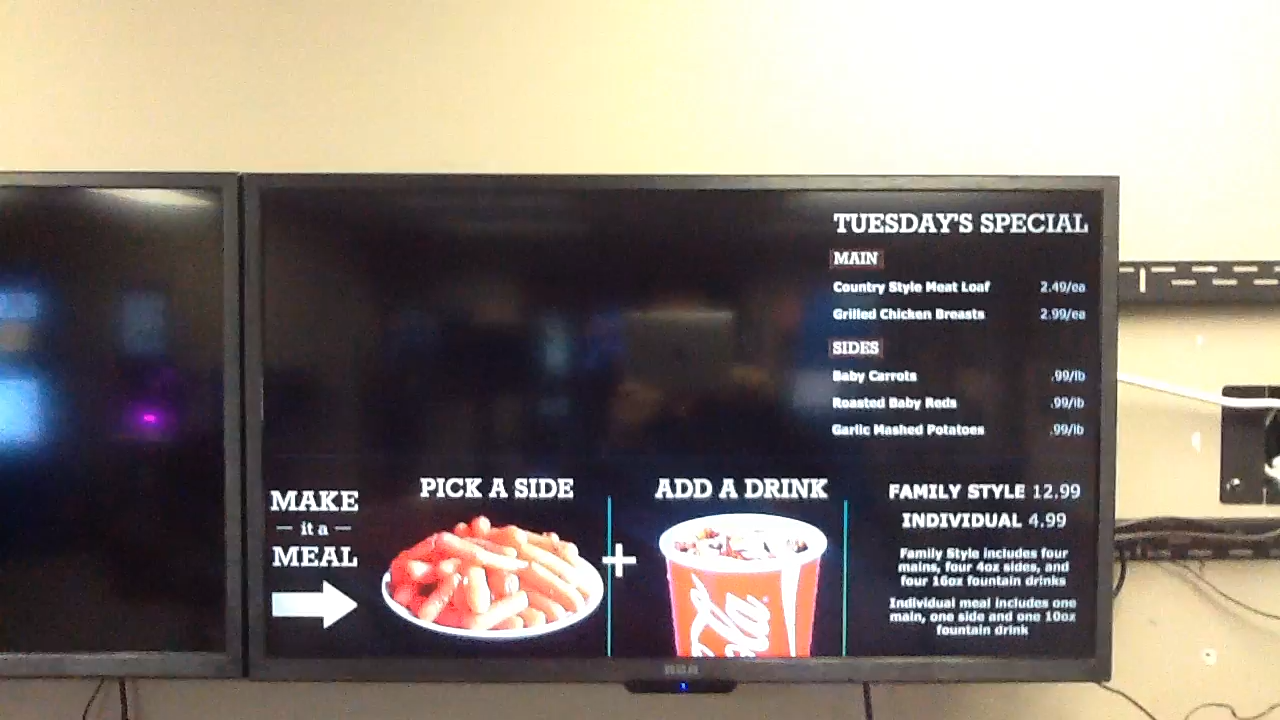 TUESDAY'S SPECIAL
MAIN
Country Style Meat Loaf 2.49/ea
Grilled Chicken Breasts 2.99/ea
SIDES
Baby Carrots .99/lb
Roasted Baby Reds .99/lb
Garlic Mashed Potatoes .99/lb
MAKE
it a
MEAL
PICK A SIDE
+
ADD A DRINK
FAMILY STYLE 12.99
INDIVIDUAL 4.99
Family Style includes four
mains, four 4oz sides, and
four 16oz fountain drinks
Individual meal includes one
main, one side and one 10oz
fountain drink
RCA